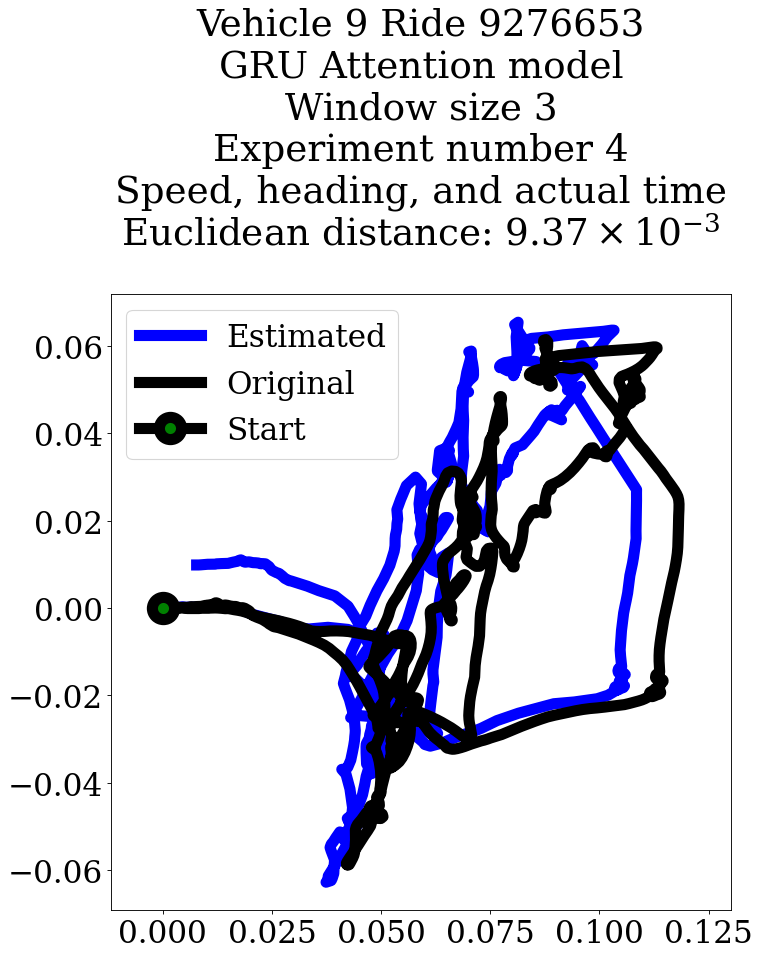 Vehicle 9 Ride 9276653
GRU Attention model
Window size 3
Experiment number 4
Speed, heading, and actual time
Euclidean distance: 9.37 × 10⁻³
Estimated
Original
Start
0.06
0.04
0.02
0.00
−0.02
−0.04
−0.06
0.000 0.025 0.050 0.075 0.100 0.125